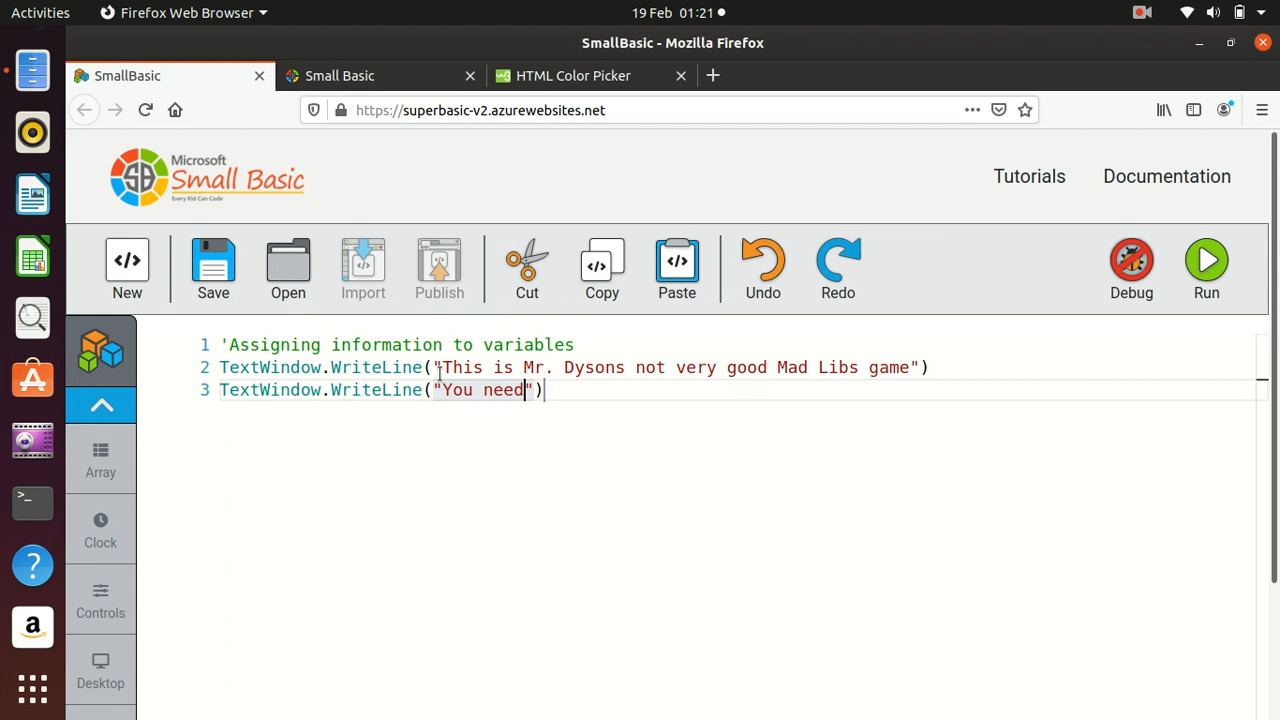 Activities Firefox Web Browser 19 Feb 01:21
SmallBasic - Mozilla Firefox
SmallBasic Small Basic HTML Color Picker
https://superbasic-v2.azurewebsites.net
Microsoft
Small Basic
Every Kid Can Code
Tutorials Documentation
New Save Open Import Publish Cut Copy Paste Undo Redo Debug Run
1 'Assigning information to variables
2 TextWindow.WriteLine("This is Mr. Dysons not very good Mad Libs game")
3 TextWindow.WriteLine("You need")
Array
Clock
Controls
Desktop